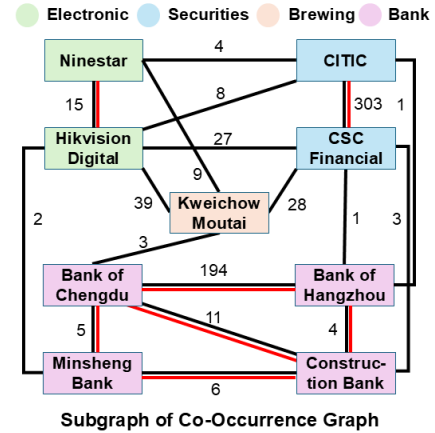 Electronic Securities Brewing Bank
Ninestar
4
CITIC
15
8
303
1
Hikvision
Digital
27
CSC
Financial
9
39
Kweichow
Moutai
28
2
3
1
3
Bank of
Chengdu
194
Bank of
Hangzhou
5
11
4
Minsheng
Bank
6
Construc-
tion Bank
Subgraph of Co-Occurrence Graph